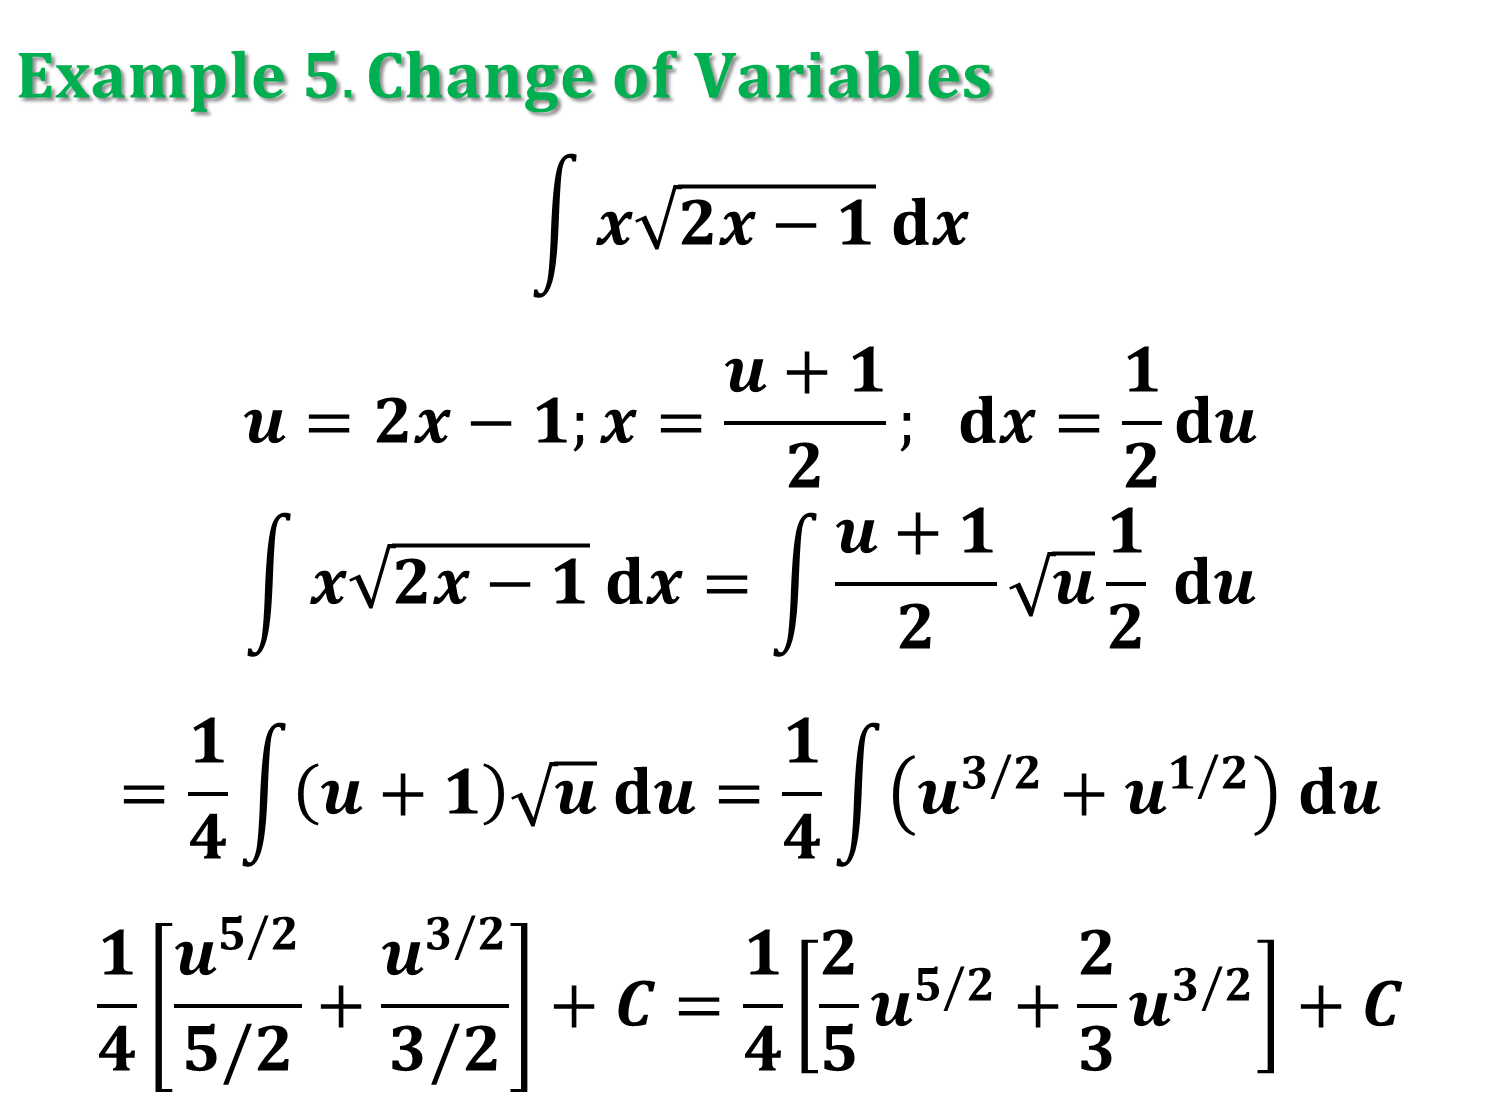 Example 5. Change of Variables
∫ x√(2x − 1) dx
u = 2x − 1; x = (u + 1)/2 ; dx = 1/2 du
∫ x√(2x − 1) dx = ∫ (u + 1)/2 √u 1/2 du
= 1/4 ∫ (u + 1)√u du = 1/4 ∫ (u^{3/2} + u^{1/2}) du
1/4 [u^{5/2}/(5/2) + u^{3/2}/(3/2)] + C = 1/4 [2/5 u^{5/2} + 2/3 u^{3/2}] + C